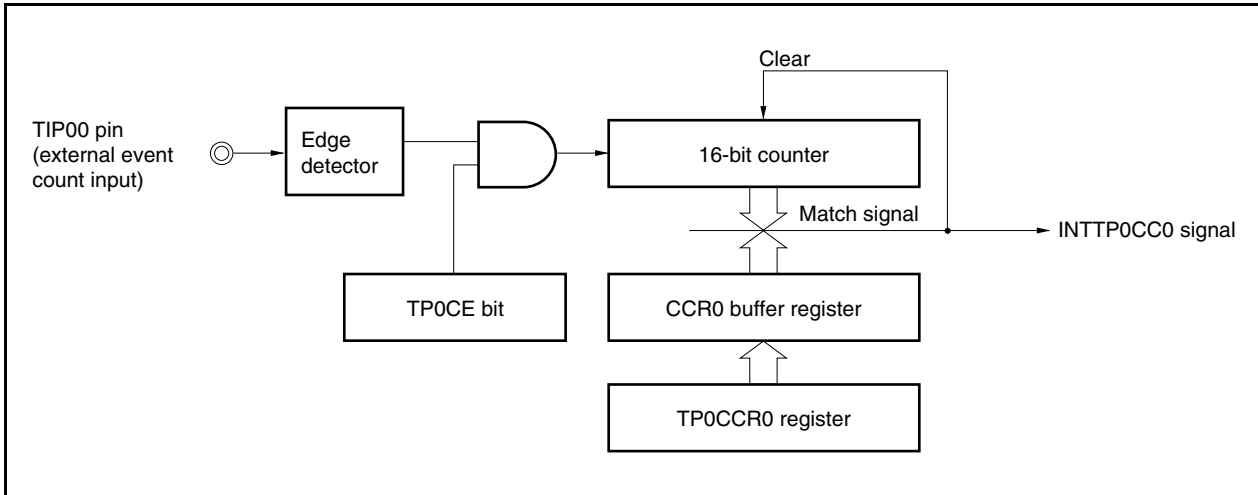 Clear
TIP00 pin
(external event
count input)
Edge
detector
16-bit counter
Match signal
INTTP0CC0 signal
TP0CE bit
CCR0 buffer register
TP0CCR0 register